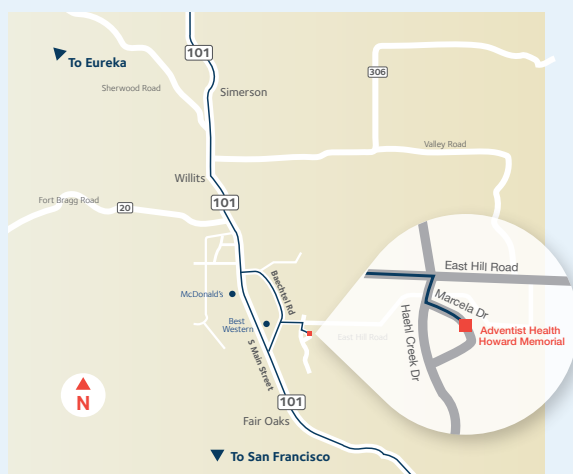 101
To Eureka
306
Sherwood Road
Simerson
Valley Road
Willits
101
Fort Bragg Road
20
East Hill Road
Baechtel Rd
McDonald's
Marcela Dr
Haehl Creek Dr
Best
Western
Adventist Health
Howard Memorial
East Hill Road
S Main Street
N
101
Fair Oaks
To San Francisco